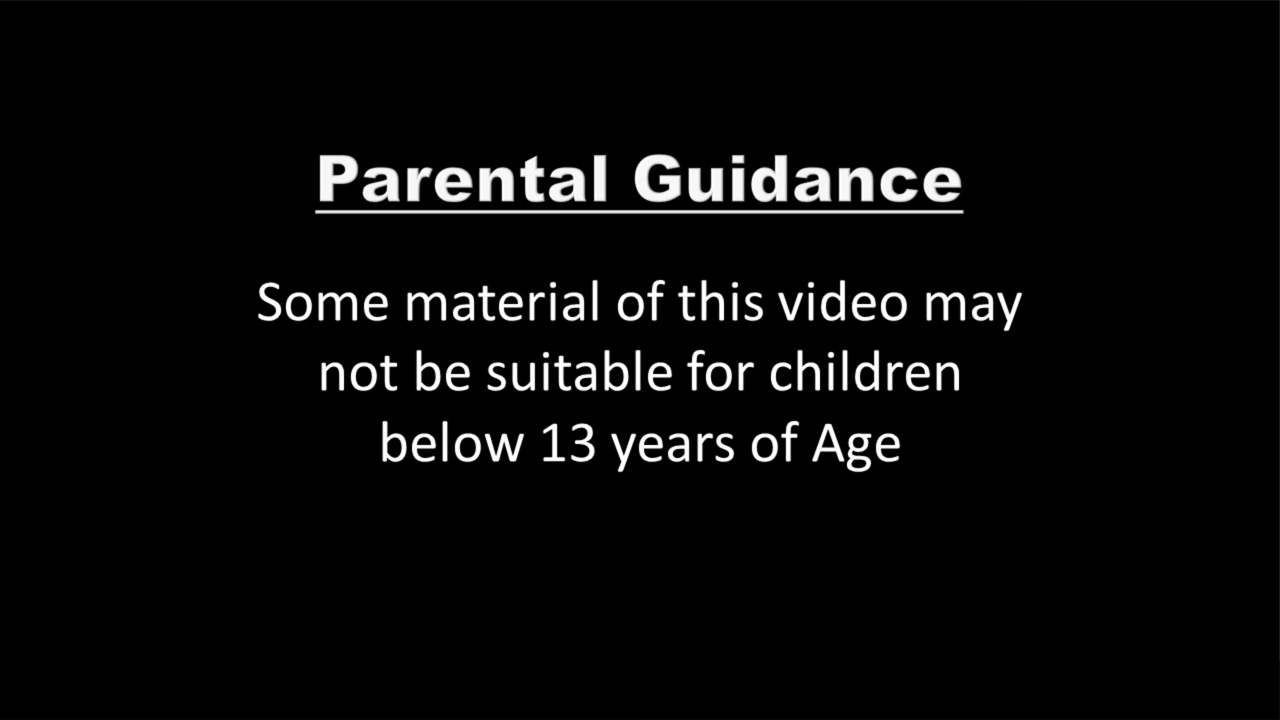 Parental Guidance
Some material of this video may
not be suitable for children
below 13 years of Age